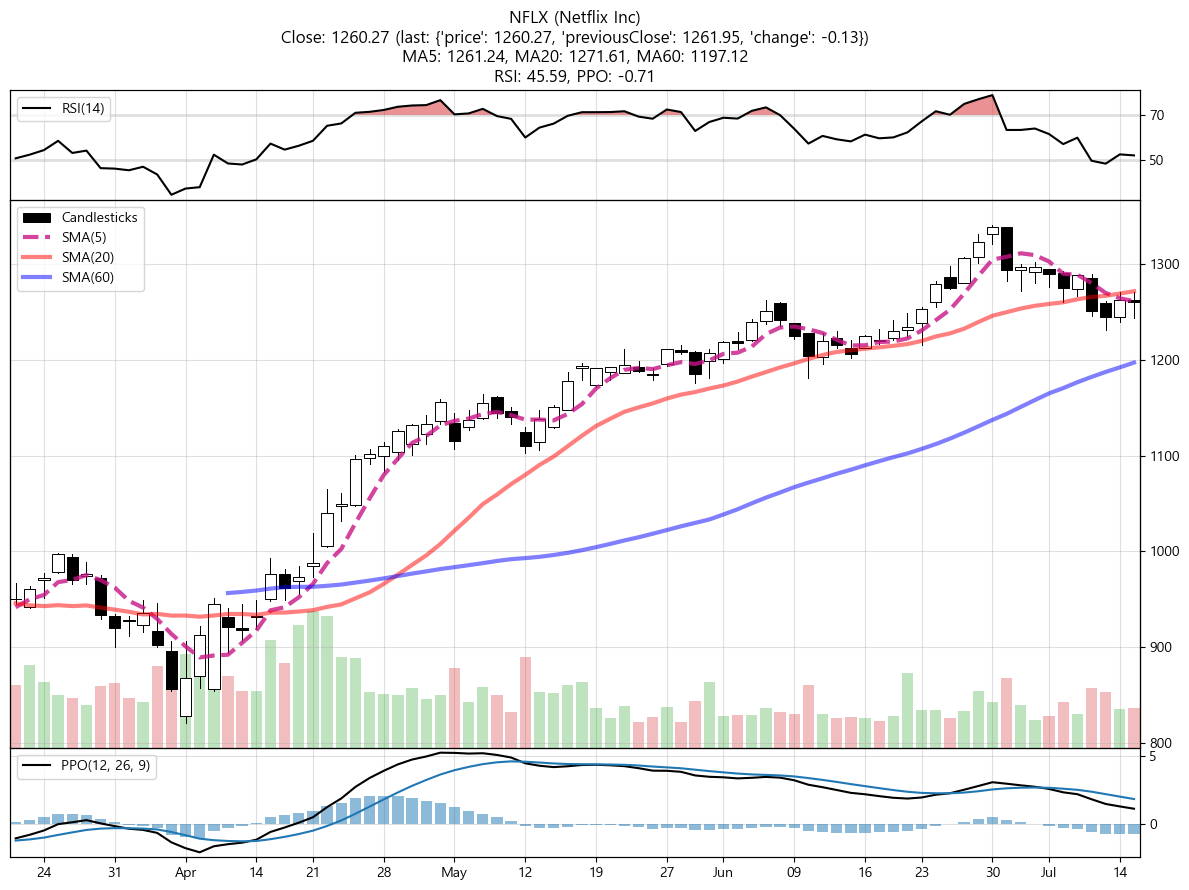 NFLX (Netflix Inc)
Close: 1260.27 (last: {'price': 1260.27, 'previousClose': 1261.95, 'change': -0.13})
MA5: 1261.24, MA20: 1271.61, MA60: 1197.12
RSI: 45.59, PPO: -0.71
RSI(14)
70
50
Candlesticks
SMA(5)
SMA(20)
SMA(60)
1300
1200
1100
1000
900
800
PPO(12, 26, 9)
5
0
24 31 Apr 14 21 28 May 12 19 27 Jun 09 16 23 30 Jul 14